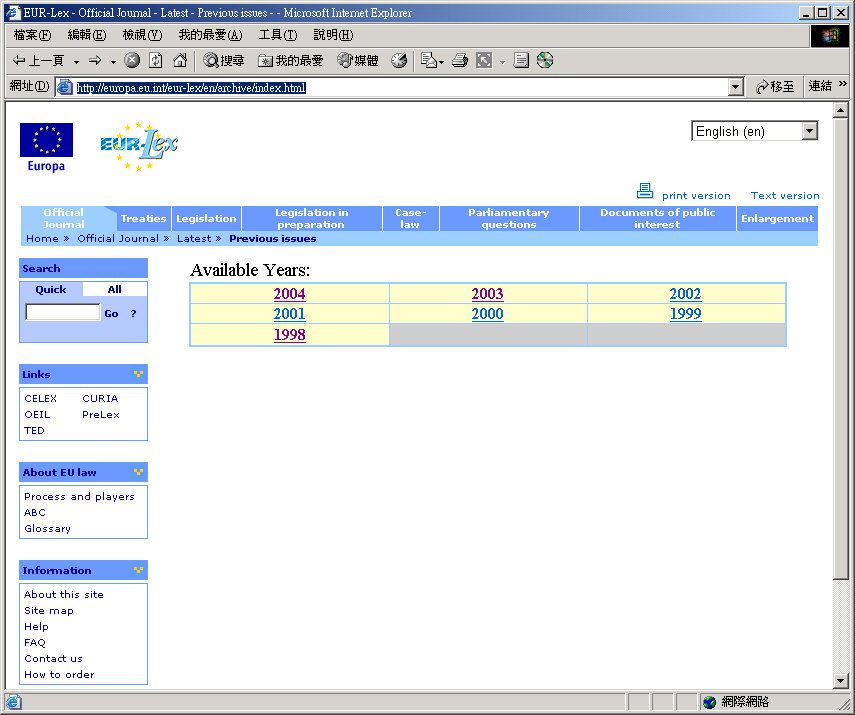 EUR-Lex - Official Journal - Latest - Previous issues - - Microsoft Internet Explorer
檔案(F) 編輯(E) 檢視(V) 我的最愛(A) 工具(T) 說明(H)
上一頁 搜尋 我的最愛 媒體
網址(D) http://europa.eu.int/eur-lex/en/archive/index.html 移至 連結 »
Europa
EUR-Lex
English (en)
print version Text version
Official Journal
Treaties
Legislation
Legislation in preparation
Case-law
Parliamentary questions
Documents of public interest
Enlargement
Home » Official Journal » Latest » Previous issues
Search
Quick All
Go ?
Links
CELEX CURIA
OEIL PreLex
TED
About EU law
Process and players
ABC
Glossary
Information
About this site
Site map
Help
FAQ
Contact us
How to order
Available Years:
2004 2003 2002
2001 2000 1999
1998
網際網路